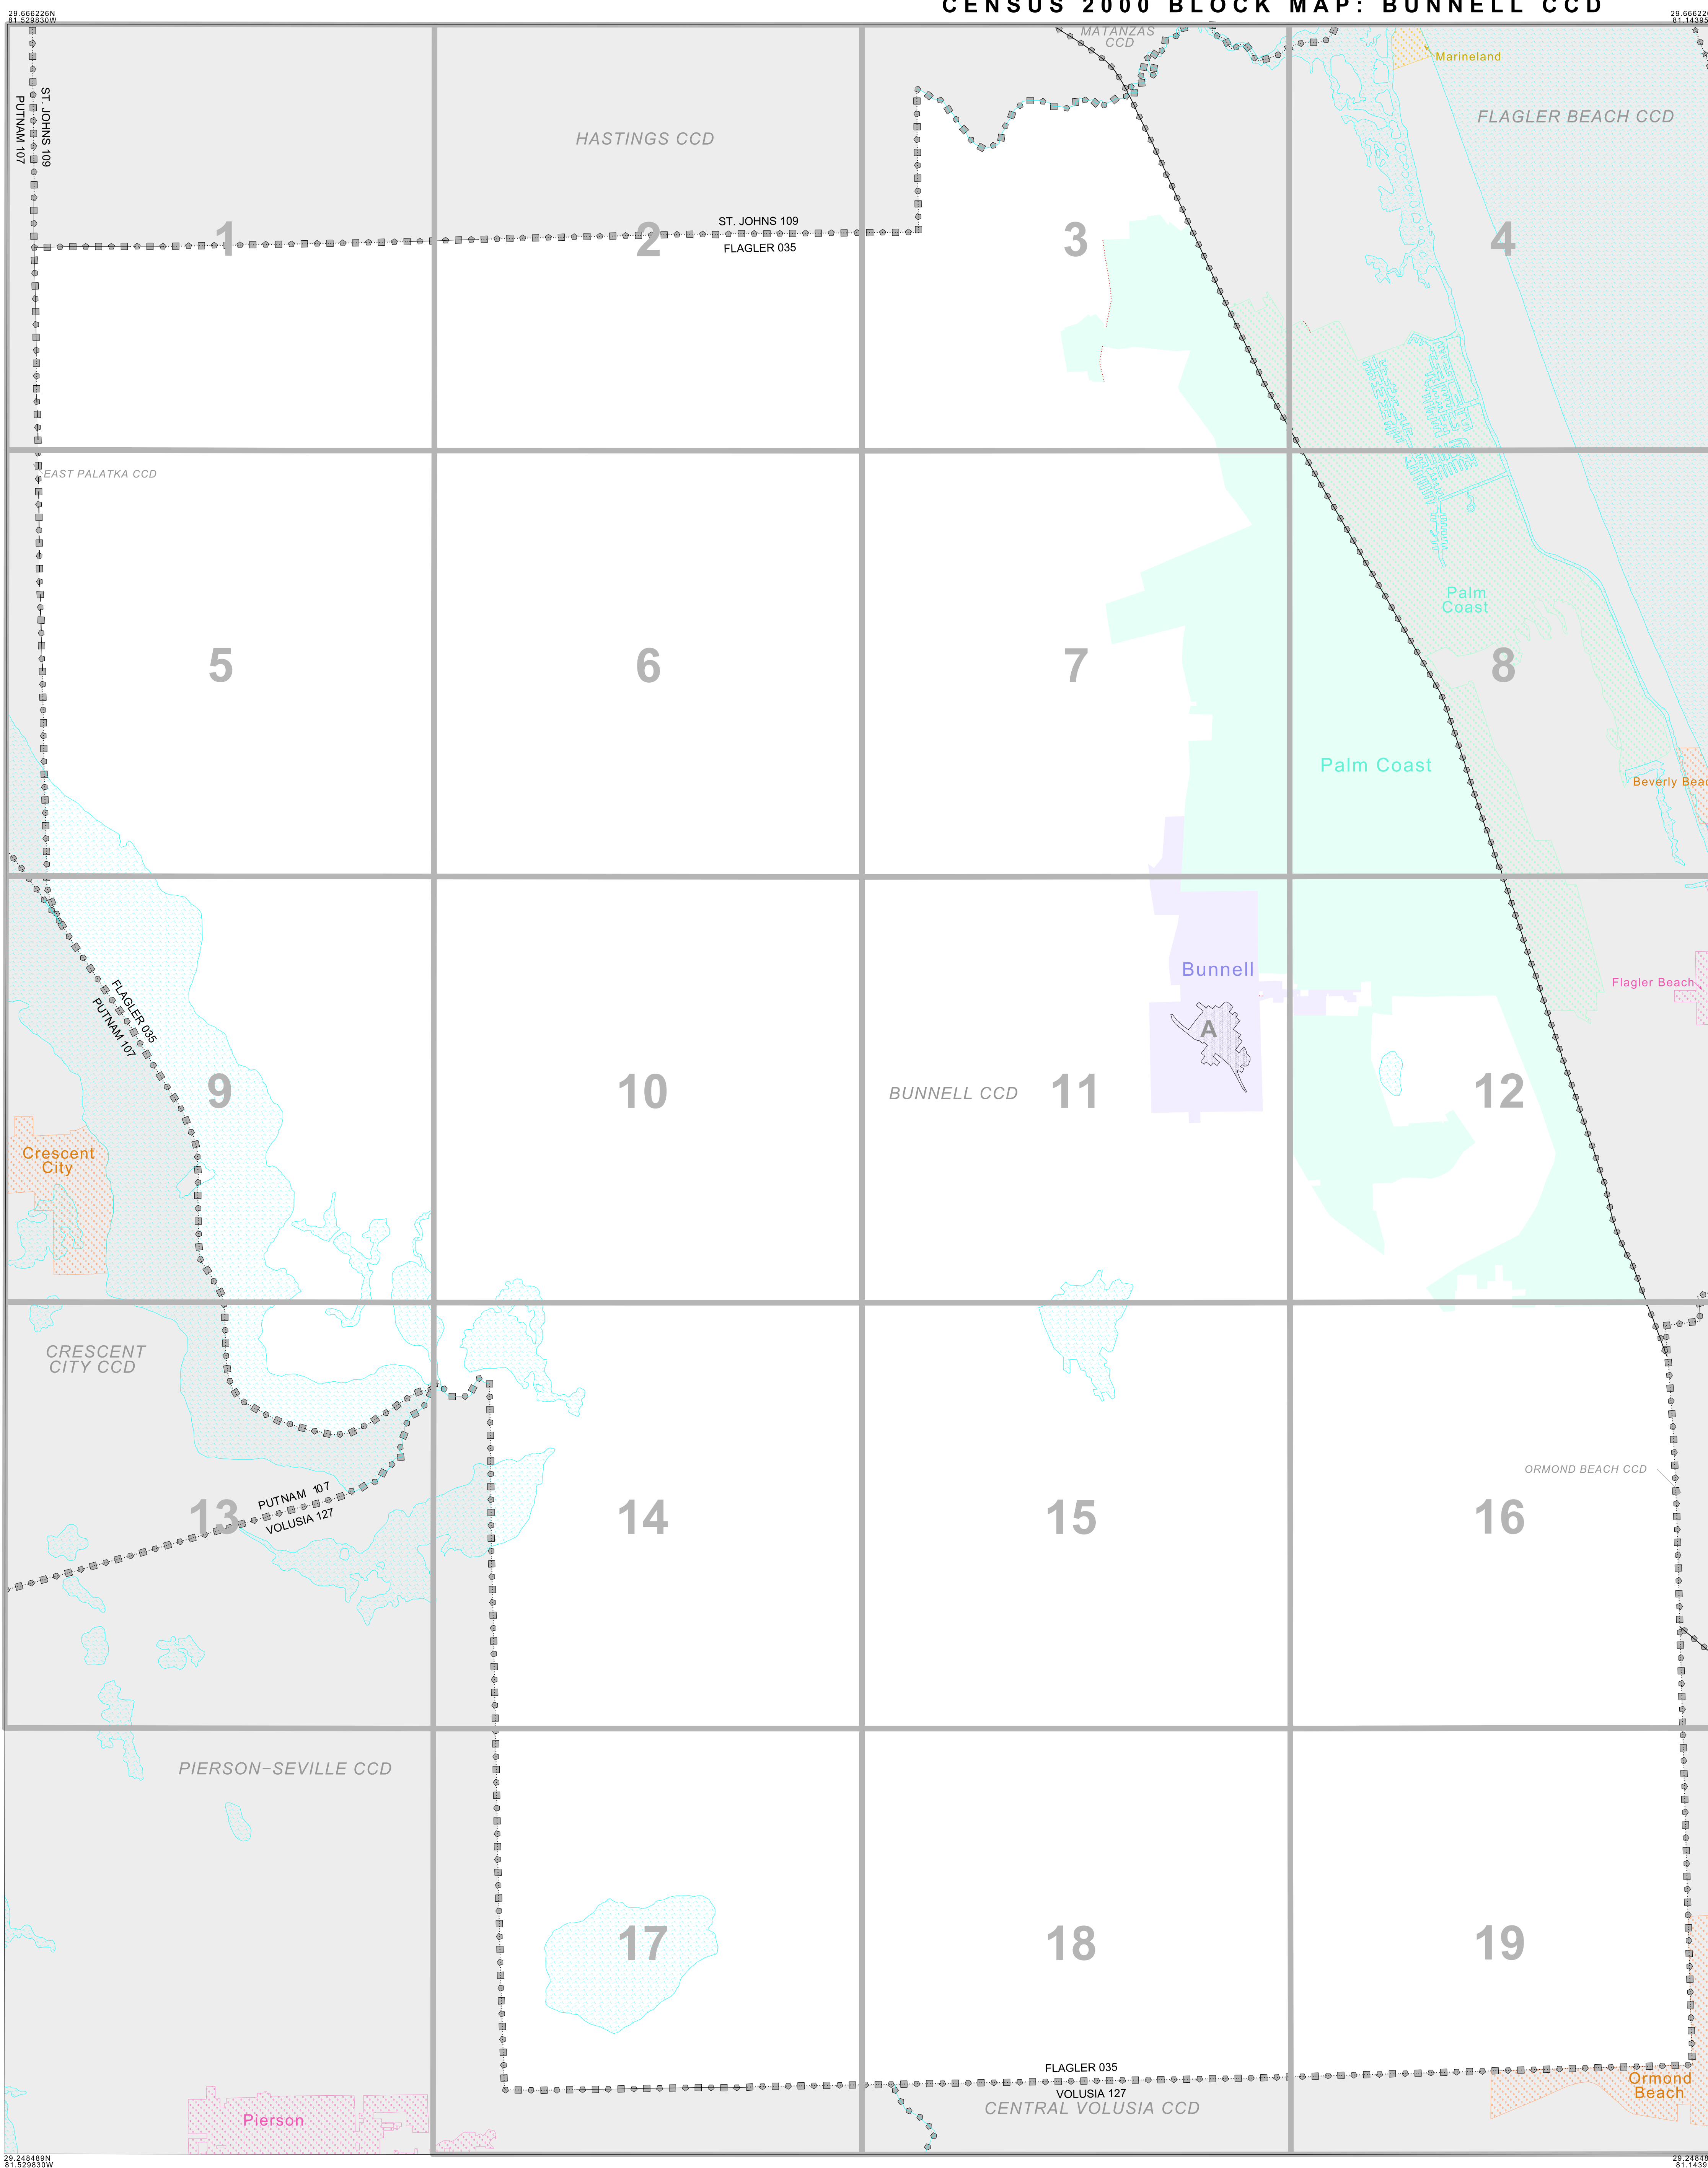 CENSUS 2000 BLOCK MAP: BUNNELL CCD
29.666226N
81.529830W
MATANZAS
CCD
Marineland
ST. JOHNS 109
PUTNAM 107
HASTINGS CCD
FLAGLER BEACH CCD
ST. JOHNS 109
FLAGLER 035
1
2
3
4
EAST PALATKA CCD
Palm
Coast
5
6
7
8
Palm Coast
Bunnell
FLAGLER 035
PUTNAM 107
Flagler Beach
A
9
10
BUNNELL CCD
11
12
Crescent
City
CRESCENT
CITY CCD
ORMOND BEACH CCD
PUTNAM 107
VOLUSIA 127
13
14
15
16
PIERSON-SEVILLE CCD
17
18
19
FLAGLER 035
VOLUSIA 127
CENTRAL VOLUSIA CCD
Ormond
Beach
Pierson
29.248489N
81.529830W